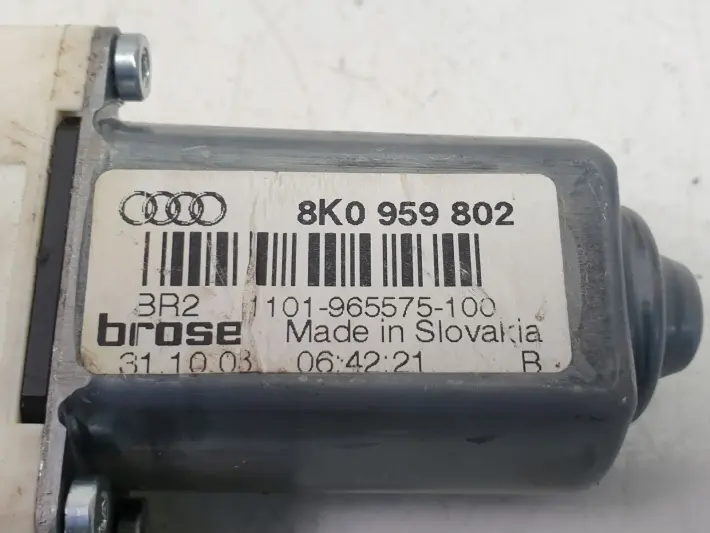 8K0 959 802
BR2 1101-965575-100
brose Made in Slovakia
31.10.08 06:42:21 B